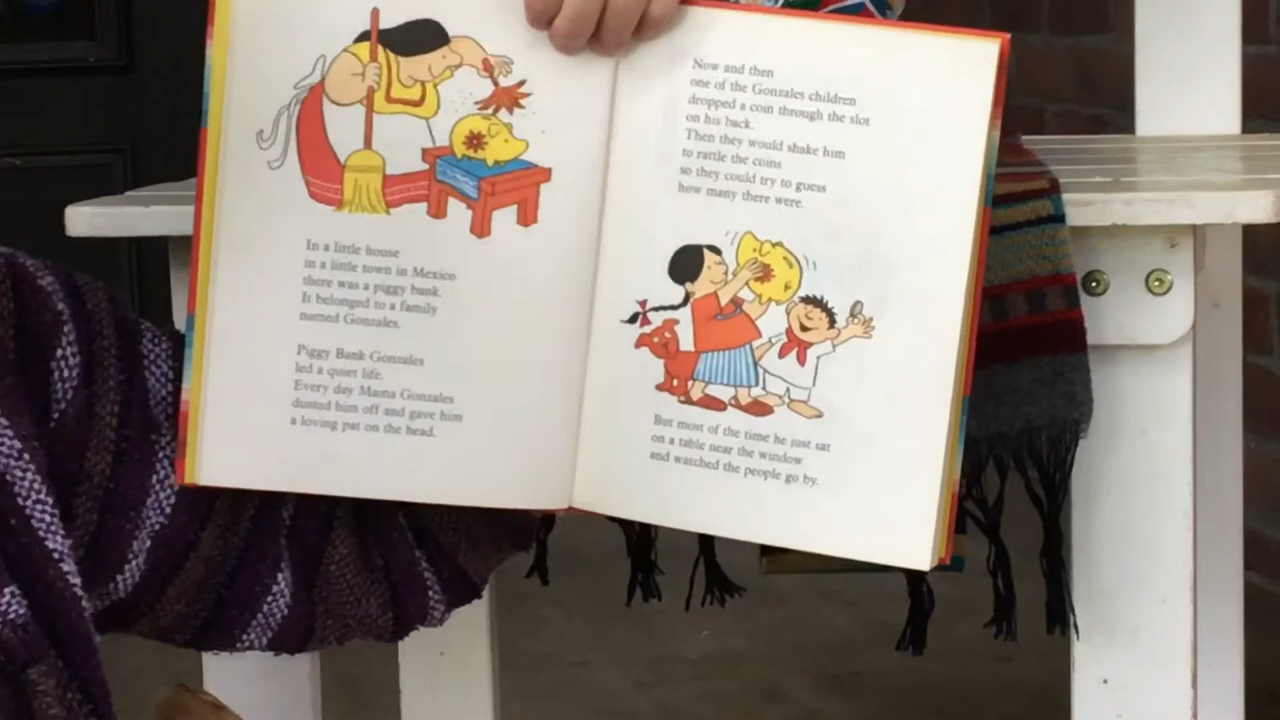 In a little house
in a little town in Mexico
there was a piggy bank.
It belonged to a family
named Gonzales.
Piggy Bank Gonzales
led a quiet life.
Every day Mama Gonzales
dusted him off and gave him
a loving pat on the head.
Now and then
one of the Gonzales children
dropped a coin through the slot
on his back.
Then they would shake him
to rattle the coins
so they could try to guess
how many there were.
But most of the time he just sat
on a table near the window
and watched the people go by.